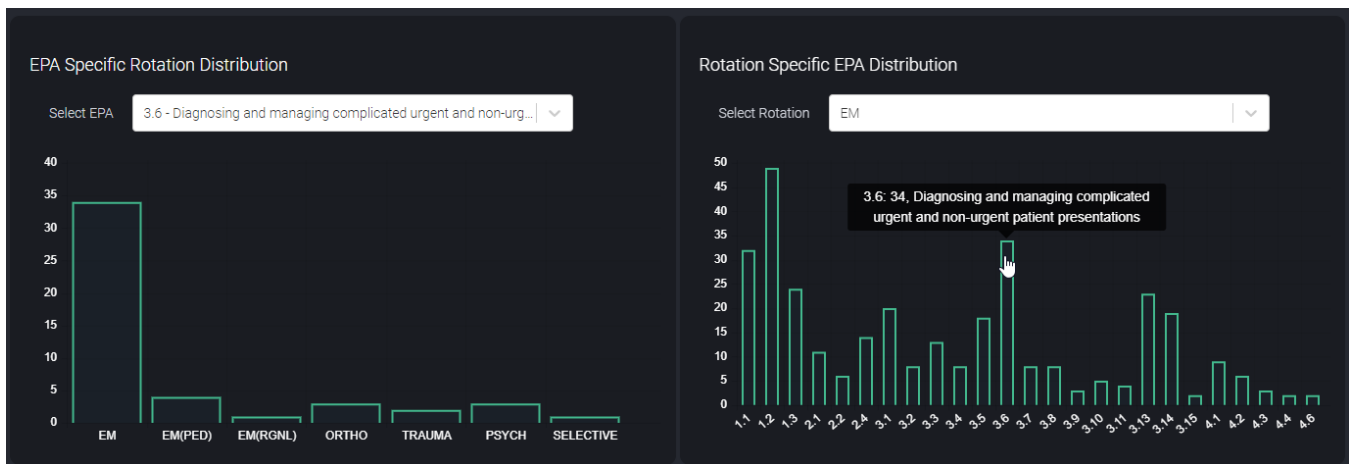 EPA Specific Rotation Distribution
Select EPA
3.6 - Diagnosing and managing complicated urgent and non-urg...
40
35
30
25
20
15
10
5
0
EM EM(PED) EM(RGNL) ORTHO TRAUMA PSYCH SELECTIVE
Rotation Specific EPA Distribution
Select Rotation
EM
50
45
40
35
30
25
20
15
10
5
0
3.6: 34, Diagnosing and managing complicated
urgent and non-urgent patient presentations
1.1 1.2 1.3 2.1 2.2 2.4 3.1 3.2 3.3 3.4 3.5 3.6 3.7 3.8 3.9 3.10 3.11 3.13 3.14 3.15 4.1 4.2 4.3 4.4 4.6